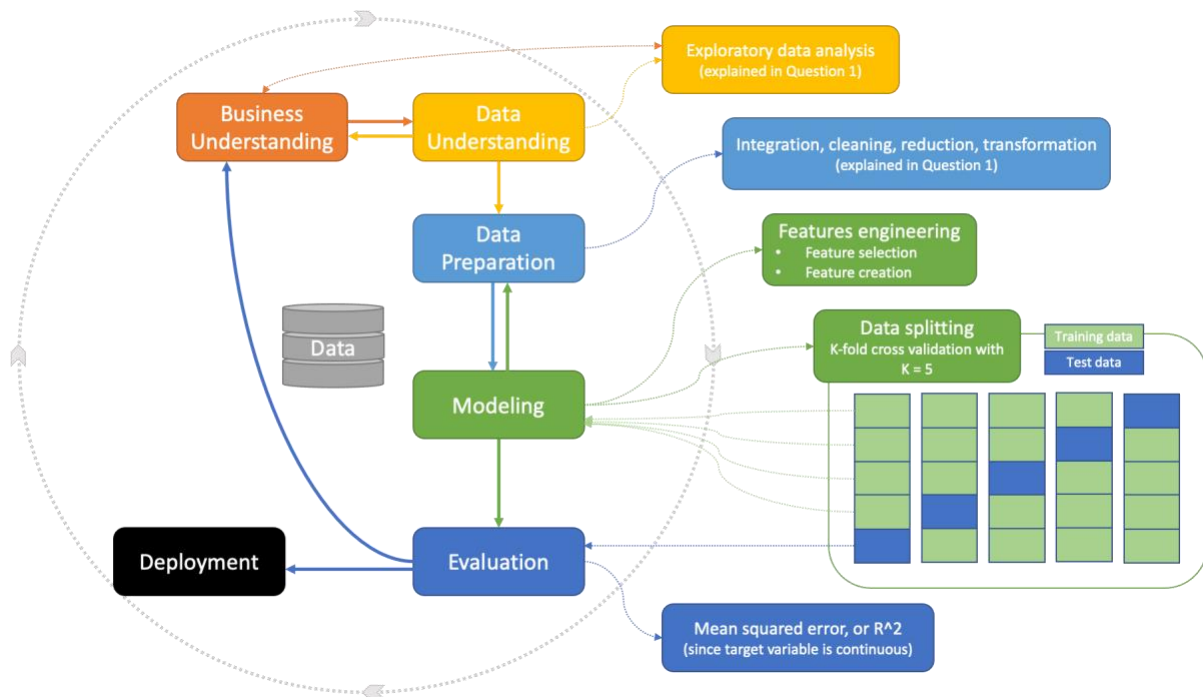 Exploratory data analysis
(explained in Question 1)
Business
Understanding
Data
Understanding
Integration, cleaning, reduction, transformation
(explained in Question 1)
Data
Preparation
Features engineering
• Feature selection
• Feature creation
Data
Data splitting
K-fold cross validation with
K = 5
Training data
Test data
Modeling
Deployment
Evaluation
Mean squared error, or R^2
(since target variable is continuous)